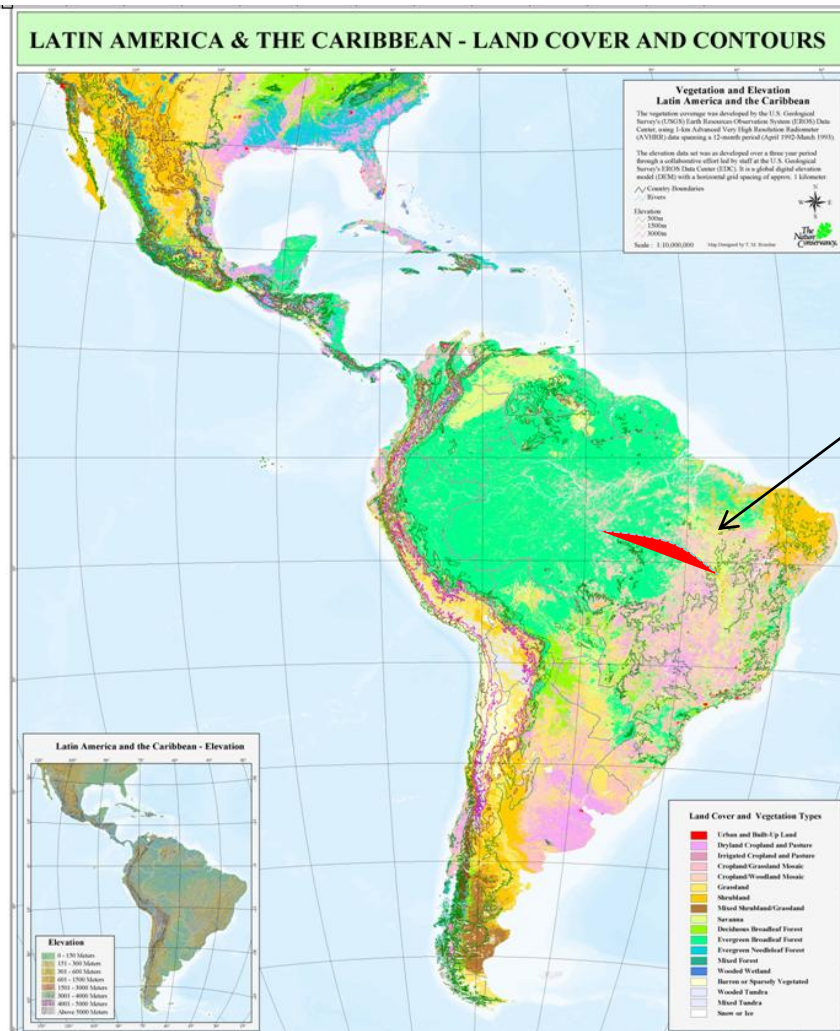 LATIN AMERICA & THE CARIBBEAN - LAND COVER AND CONTOURS
Vegetation and Elevation
Latin America and the Caribbean
The vegetation coverage was developed by the U.S. Geological
Survey's (USGS) Earth Resources Observation System (EROS) Data
Center, using 1-km Advanced Very High Resolution Radiometer
(AVHRR) data spanning a 12-month period (April 1992-March 1993).
The elevation data set was as developed over a three year period
through a collaborative effort led by staff at the U.S. Geological
Survey's EROS Data Center (EDC). It is a global digital elevation
model (DEM) with a horizontal grid spacing of approx. 1 kilometer.
Country Boundaries
Rivers
Elevation
500m
1500m
3000m
Scale : 1:10,000,000
N
W
E
S
The
Nature
Conservancy
Latin America and the Caribbean - Elevation
Elevation
0 - 150 Meters
151 - 300 Meters
301 - 600 Meters
601 - 1500 Meters
1501 - 3000 Meters
3001 - 4000 Meters
4001 - 5000 Meters
Above 5000 Meters
Land Cover and Vegetation Types
Urban and Built-Up Land
Dryland Cropland and Pasture
Irrigated Cropland and Pasture
Cropland/Grassland Mosaic
Cropland/Woodland Mosaic
Grassland
Shrubland
Mixed Shrubland/Grassland
Savanna
Deciduous Broadleaf Forest
Evergreen Broadleaf Forest
Evergreen Needleleaf Forest
Mixed Forest
Wooded Wetland
Barren or Sparsely Vegetated
Wooded Tundra
Mixed Tundra
Snow or Ice